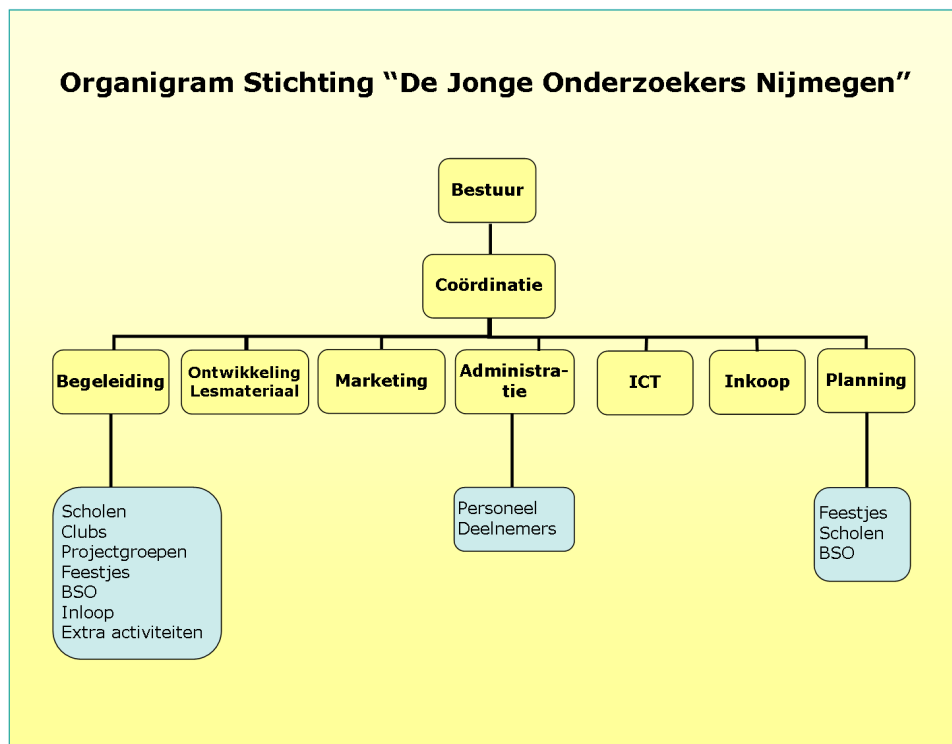 Organigram Stichting “De Jonge Onderzoekers Nijmegen”
Bestuur
Coördinatie
Begeleiding
Ontwikkeling
Lesmateriaal
Marketing
Administra-
tie
ICT
Inkoop
Planning
Scholen
Clubs
Projectgroepen
Feestjes
BSO
Inloop
Extra activiteiten
Personeel
Deelnemers
Feestjes
Scholen
BSO